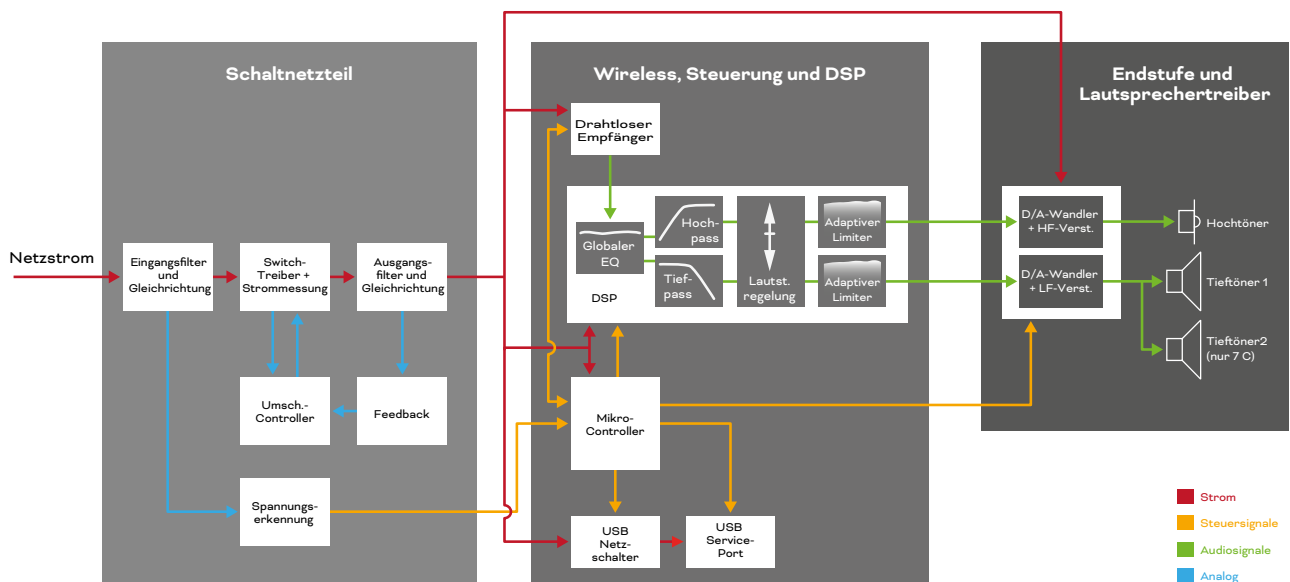 Schaltnetzteil
Wireless, Steuerung und DSP
Endstufe und
Lautsprechertreiber
Netzstrom
Eingangsfilter
und
Gleichrichtung
Switch-
Treiber +
Strommessung
Ausgangs-
filter und
Gleichrichtung
Umsch.-
Controller
Feedback
Spannungs-
erkennung
Drahtloser
Empfänger
Globaler
EQ
DSP
Hoch-
pass
Tief-
pass
Lautst.
regelung
Adaptiver
Limiter
Adaptiver
Limiter
Mikro-
Controller
USB
Netz-
schalter
USB
Service-
Port
D/A-Wandler
+ HF-Verst.
D/A-Wandler
+ LF-Verst.
Hochtöner
Tieftöner 1
Tieftöner2
(nur 7 C)
Strom
Steuersignale
Audiosignale
Analog